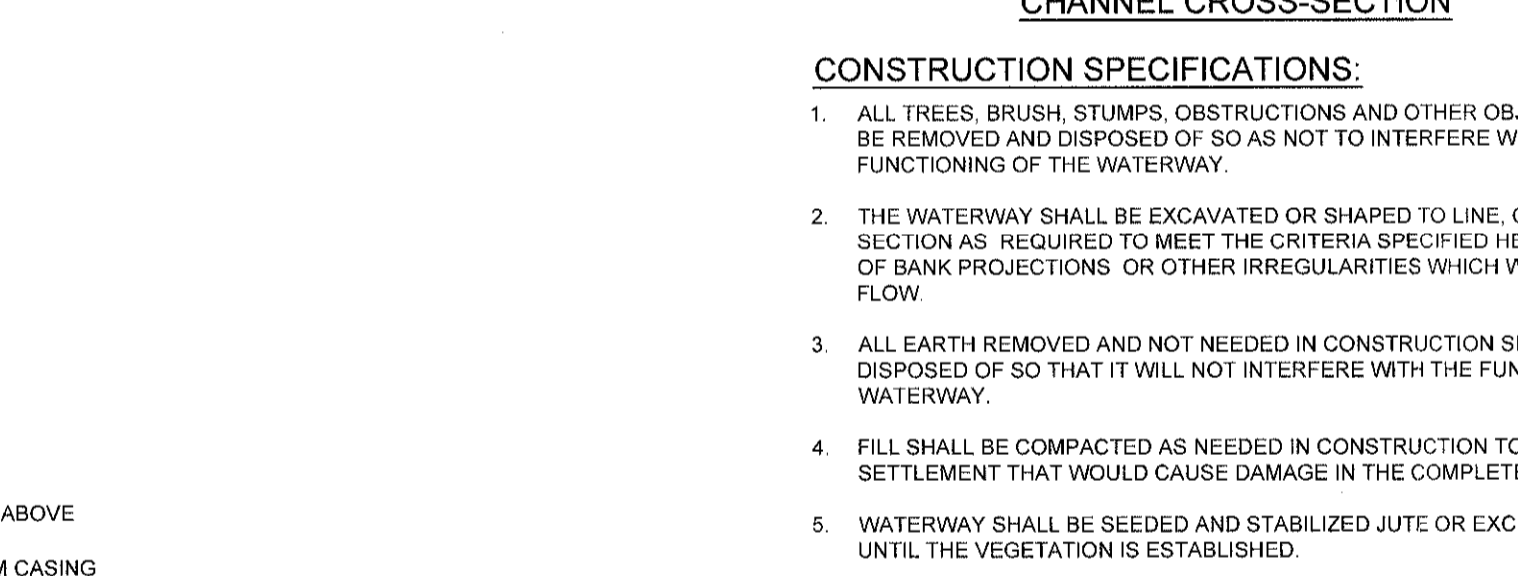 CHANNEL CROSS-SECTION
CONSTRUCTION SPECIFICATIONS:
1. ALL TREES, BRUSH, STUMPS, OBSTRUCTIONS AND OTHER
BE REMOVED AND DISPOSED OF SO AS NOT TO INTERFERE
FUNCTIONING OF THE WATERWAY.
2. THE WATERWAY SHALL BE EXCAVATED OR SHAPED TO LINE,
SECTION AS REQUIRED TO MEET THE CRITERIA SPECIFIED
OF BANK PROJECTIONS OR OTHER IRREGULARITIES WHICH
FLOW.
3. ALL EARTH REMOVED AND NOT NEEDED IN CONSTRUCTION
DISPOSED OF SO THAT IT WILL NOT INTERFERE WITH THE
WATERWAY.
4. FILL SHALL BE COMPACTED AS NEEDED IN CONSTRUCTION TO
SETTLEMENT THAT WOULD CAUSE DAMAGE IN THE
5. WATERWAY SHALL BE SEEDED AND STABILIZED JUTE OR
UNTIL THE VEGETATION IS ESTABLISHED.
ABOVE
CASING